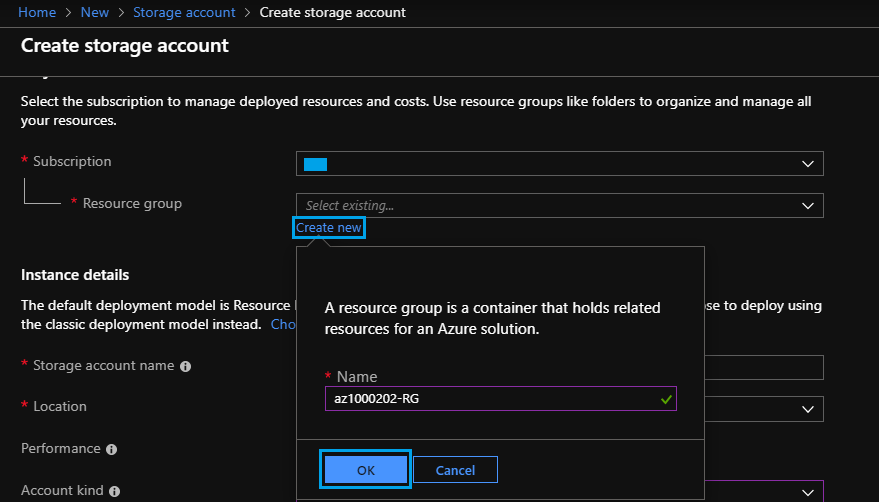 Home > New > Storage account > Create storage account
Create storage account
Select the subscription to manage deployed resources and costs. Use resource groups like folders to organize and manage all
your resources.
* Subscription
* Resource group
Select existing...
Create new
A resource group is a container that holds related
resources for an Azure solution.
* Name
az1000202-RG
OK
Cancel
Instance details
The default deployment model is Resource
se to deploy using
the classic deployment model instead. Cho
* Storage account name
* Location
Performance
Account kind